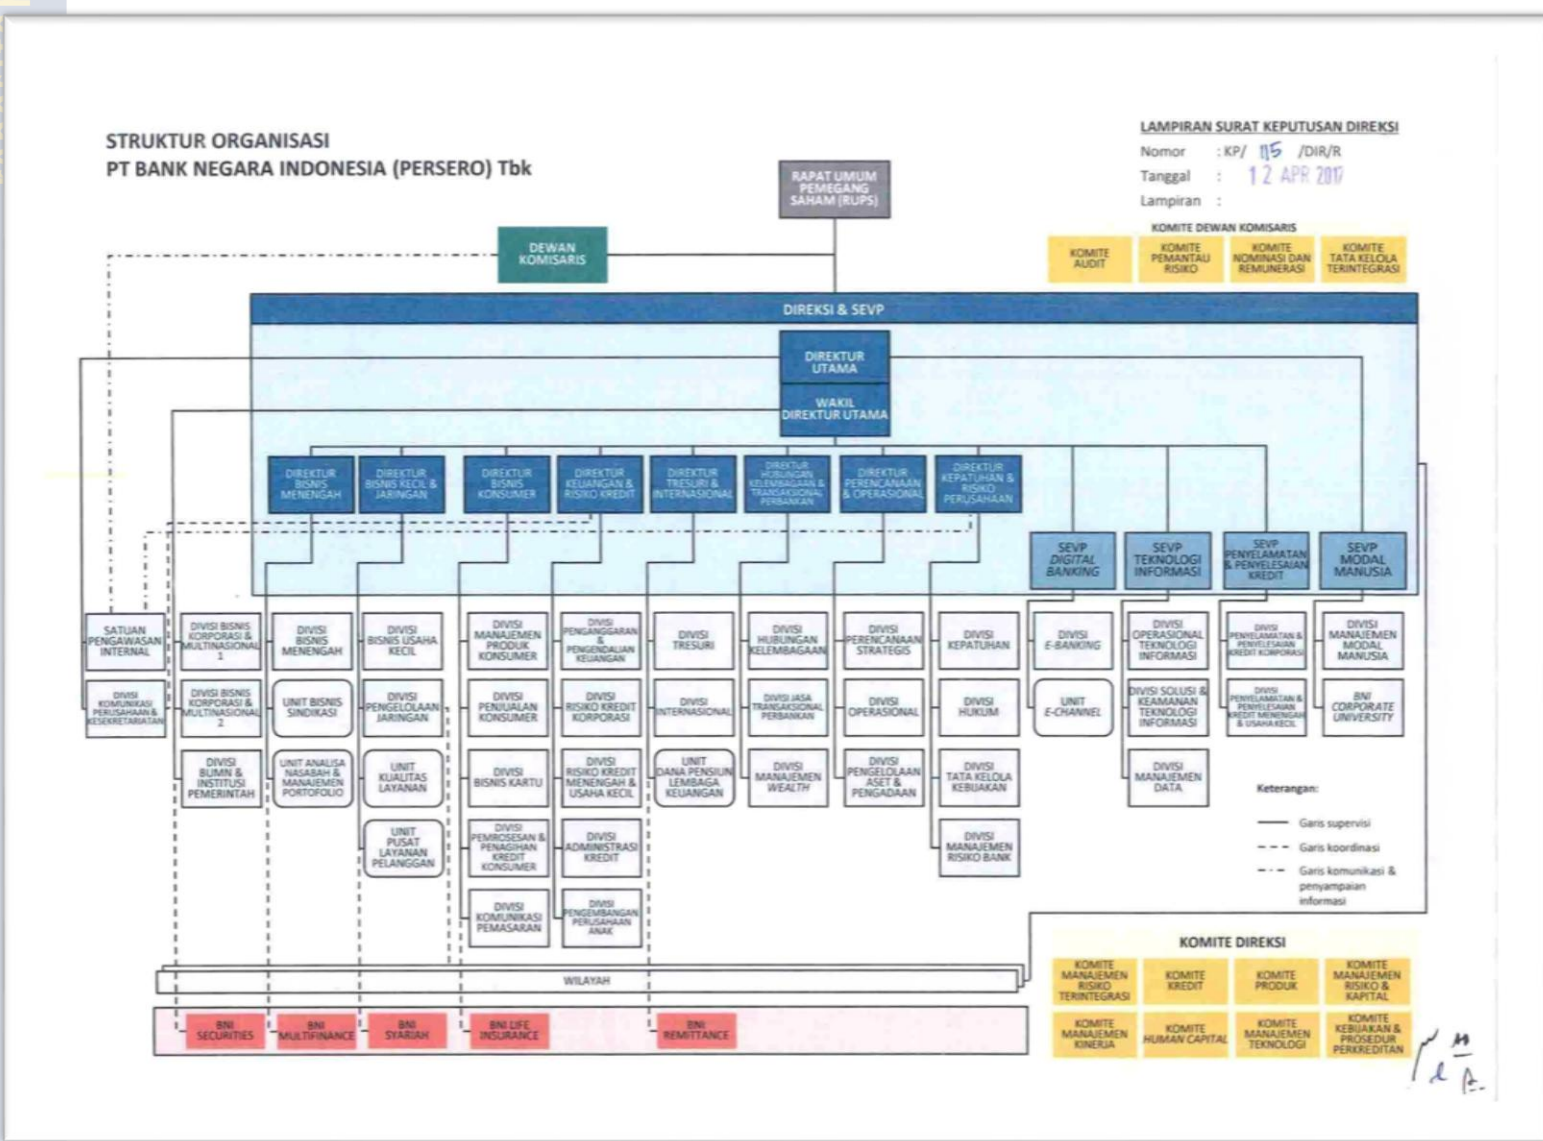 STRUKTUR ORGANISASI
PT BANK NEGARA INDONESIA (PERSERO) Tbk
LAMPIRAN SURAT KEPUTUSAN DIREKSI
Nomor : KP/ 115 /DIR/R
Tanggal : 12 APR 2017
Lampiran :
RAPAT UMUM
PEMEGANG
SAHAM (RUPS)
DEWAN
KOMISARIS
KOMITE DEWAN KOMISARIS
KOMITE
AUDIT
KOMITE
PEMANTAU
RISIKO
KOMITE
NOMINASI DAN
REMUNERASI
KOMITE
TATA KELOLA
TERINTEGRASI
DIREKSI & SEVP
DIREKTUR
UTAMA
WAKIL
DIREKTUR UTAMA
DIREKTUR
BISNIS
MENENGAH
DIREKTUR
BISNIS KECIL &
JARINGAN
DIREKTUR
BISNIS
KONSUMER
DIREKTUR
KEUANGAN &
RISIKO KREDIT
DIREKTUR
TRESURI &
INTERNASIONAL
DIREKTUR
HUBUNGAN
KELEMBAGAAN &
TRANSAKSIONAL
PERBANKAN
DIREKTUR
PERENCANAAN
& OPERASIONAL
DIREKTUR
KEPATUHAN &
RISIKO
PERUSAHAAN
SEVP
DIGITAL
BANKING
SEVP
TEKNOLOGI
INFORMASI
SEVP
PENYELAMATAN
& PENYELESAIAN
KREDIT
SEVP
MODAL
MANUSIA
SATUAN
PENGAWASAN
INTERNAL
DIVISI BISNIS
KORPORASI &
MULTINASIONAL
1
DIVISI
BISNIS
MENENGAH
DIVISI
BISNIS USAHA
KECIL
DIVISI
MANAJEMEN
PRODUK
KONSUMER
DIVISI
PENGANGGARAN
&
PENGENDALIAN
KEUANGAN
DIVISI
TRESURI
DIVISI
HUBUNGAN
KELEMBAGAAN
DIVISI
PERENCANAAN
STRATEGIS
DIVISI
KEPATUHAN
DIVISI
E-BANKING
DIVISI
OPERASIONAL
TEKNOLOGI
INFORMASI
DIVISI
PENYELAMATAN &
PENYELESAIAN
KREDIT KORPORASI
DIVISI
MANAJEMEN
MODAL
MANUSIA
DIVISI
KOMUNIKASI
PERUSAHAAN &
KESEKRETARIATAN
DIVISI BISNIS
KORPORASI &
MULTINASIONAL
2
UNIT BISNIS
SINDIKASI
DIVISI
PENGELOLAAN
JARINGAN
DIVISI
PENJUALAN
KONSUMER
DIVISI
RISIKO KREDIT
KORPORASI
DIVISI
INTERNASIONAL
DIVISI JASA
TRANSAKSIONAL
PERBANKAN
DIVISI
OPERASIONAL
DIVISI
HUKUM
UNIT
E-CHANNEL
DIVISI SOLUSI &
KEAMANAN
TEKNOLOGI
INFORMASI
DIVISI
PENYELAMATAN &
PENYELESAIAN
KREDIT MENENGAH
& USAHA KECIL
BNI
CORPORATE
UNIVERSITY
DIVISI
BUMN &
INSTITUSI
PEMERINTAH
UNIT ANALISA
NASABAH &
MANAJEMEN
PORTOFOLIO
UNIT
KUALITAS
LAYANAN
DIVISI
BISNIS KARTU
DIVISI
RISIKO KREDIT
MENENGAH &
USAHA KECIL
UNIT
DANA PENSIUN
LEMBAGA
KEUANGAN
DIVISI
MANAJEMEN
WEALTH
DIVISI
PENGELOLAAN
ASET &
PENGADAAN
DIVISI
TATA KELOLA
KEBIJAKAN
DIVISI
MANAJEMEN
DATA
UNIT
PUSAT
LAYANAN
PELANGGAN
DIVISI
PEMROSESAN &
PENAGIHAN
KREDIT
KONSUMER
DIVISI
ADMINISTRASI
KREDIT
DIVISI
MANAJEMEN
RISIKO BANK
DIVISI
KOMUNIKASI
PEMASARAN
DIVISI
PENGEMBANGAN
PERUSAHAAN
ANAK
Keterangan:
Garis supervisi
Garis koordinasi
Garis komunikasi &
penyampaian
informasi
WILAYAH
BNI
SECURITIES
BNI
MULTIFINANCE
BNI
SYARIAH
BNI LIFE
INSURANCE
BNI
REMITTANCE
KOMITE DIREKSI
KOMITE
MANAJEMEN
RISIKO
TERINTEGRASI
KOMITE
KREDIT
KOMITE
PRODUK
KOMITE
MANAJEMEN
RISIKO &
KAPITAL
KOMITE
MANAJEMEN
KINERJA
KOMITE
HUMAN CAPITAL
KOMITE
MANAJEMEN
TEKNOLOGI
KOMITE
KEBIJAKAN &
PROSEDUR
PERKREDITAN